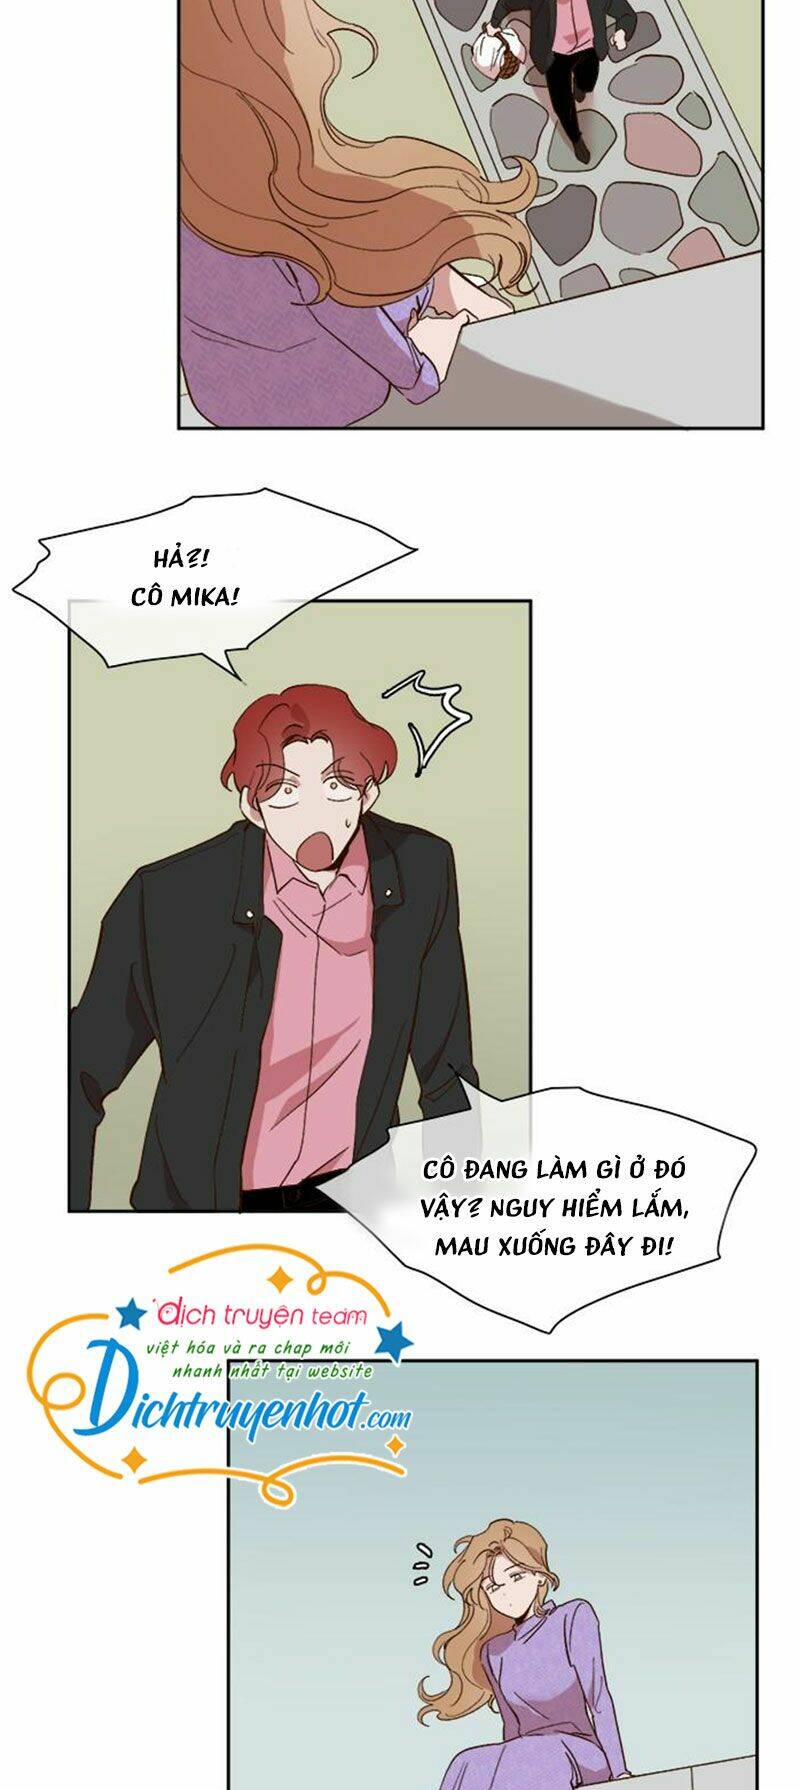 HẢ?!
CÔ MIKA!
CÔ ĐANG LÀM GÌ Ở ĐÓ
VẬY? NGUY HIỂM LẮM,
MAU XUỐNG ĐÂY ĐI!
dịch truyện team
việt hóa và ra chap mới
nhanh nhất tại website
Dichtruyenhot.com